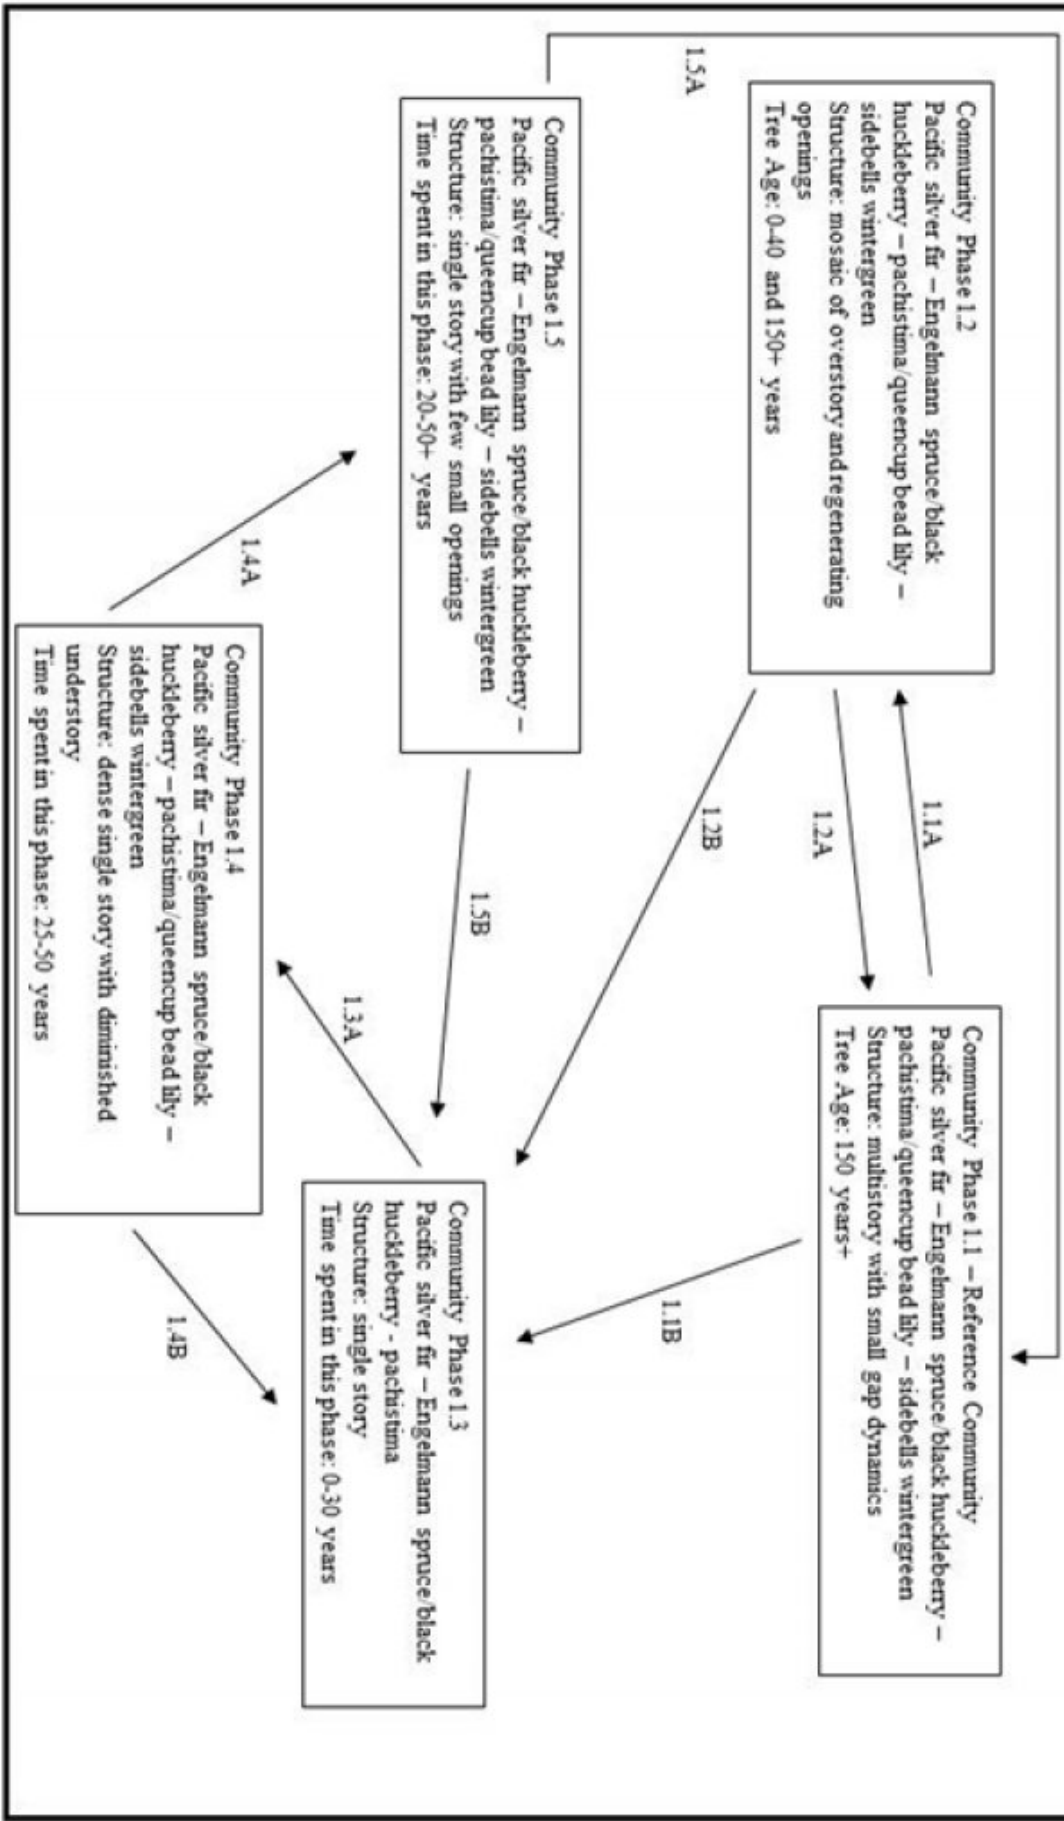 1.5A
Community Phase 1.2
Pacific silver fir – Engelmann spruce/black
huckleberry – pachistima/queencup bead lily –
sidebells wintergreen
Structure: mosaic of overstory and regenerating
openings
Tree Age: 0-40 and 150+ years
1.1A
1.2A
1.2B
Community Phase 1.1 – Reference Community
Pacific silver fir – Engelmann spruce/black huckleberry –
pachistima/queencup bead lily – sidebells wintergreen
Structure: multistory with small gap dynamics
Tree Age: 150 years+
1.1B
Community Phase 1.5
Pacific silver fir – Engelmann spruce/black huckleberry –
pachistima/queencup bead lily – sidebells wintergreen
Structure: single story with few small openings
Time spent in this phase: 20-50+ years
1.5B
Community Phase 1.3
Pacific silver fir – Engelmann spruce/black
huckleberry - pachistima
Structure: single story
Time spent in this phase: 0-30 years
1.3A
1.4A
Community Phase 1.4
Pacific silver fir – Engelmann spruce/black
huckleberry – pachistima/queencup bead lily –
sidebells wintergreen
Structure: dense single story with diminished
understory
Time spent in this phase: 25-50 years
1.4B